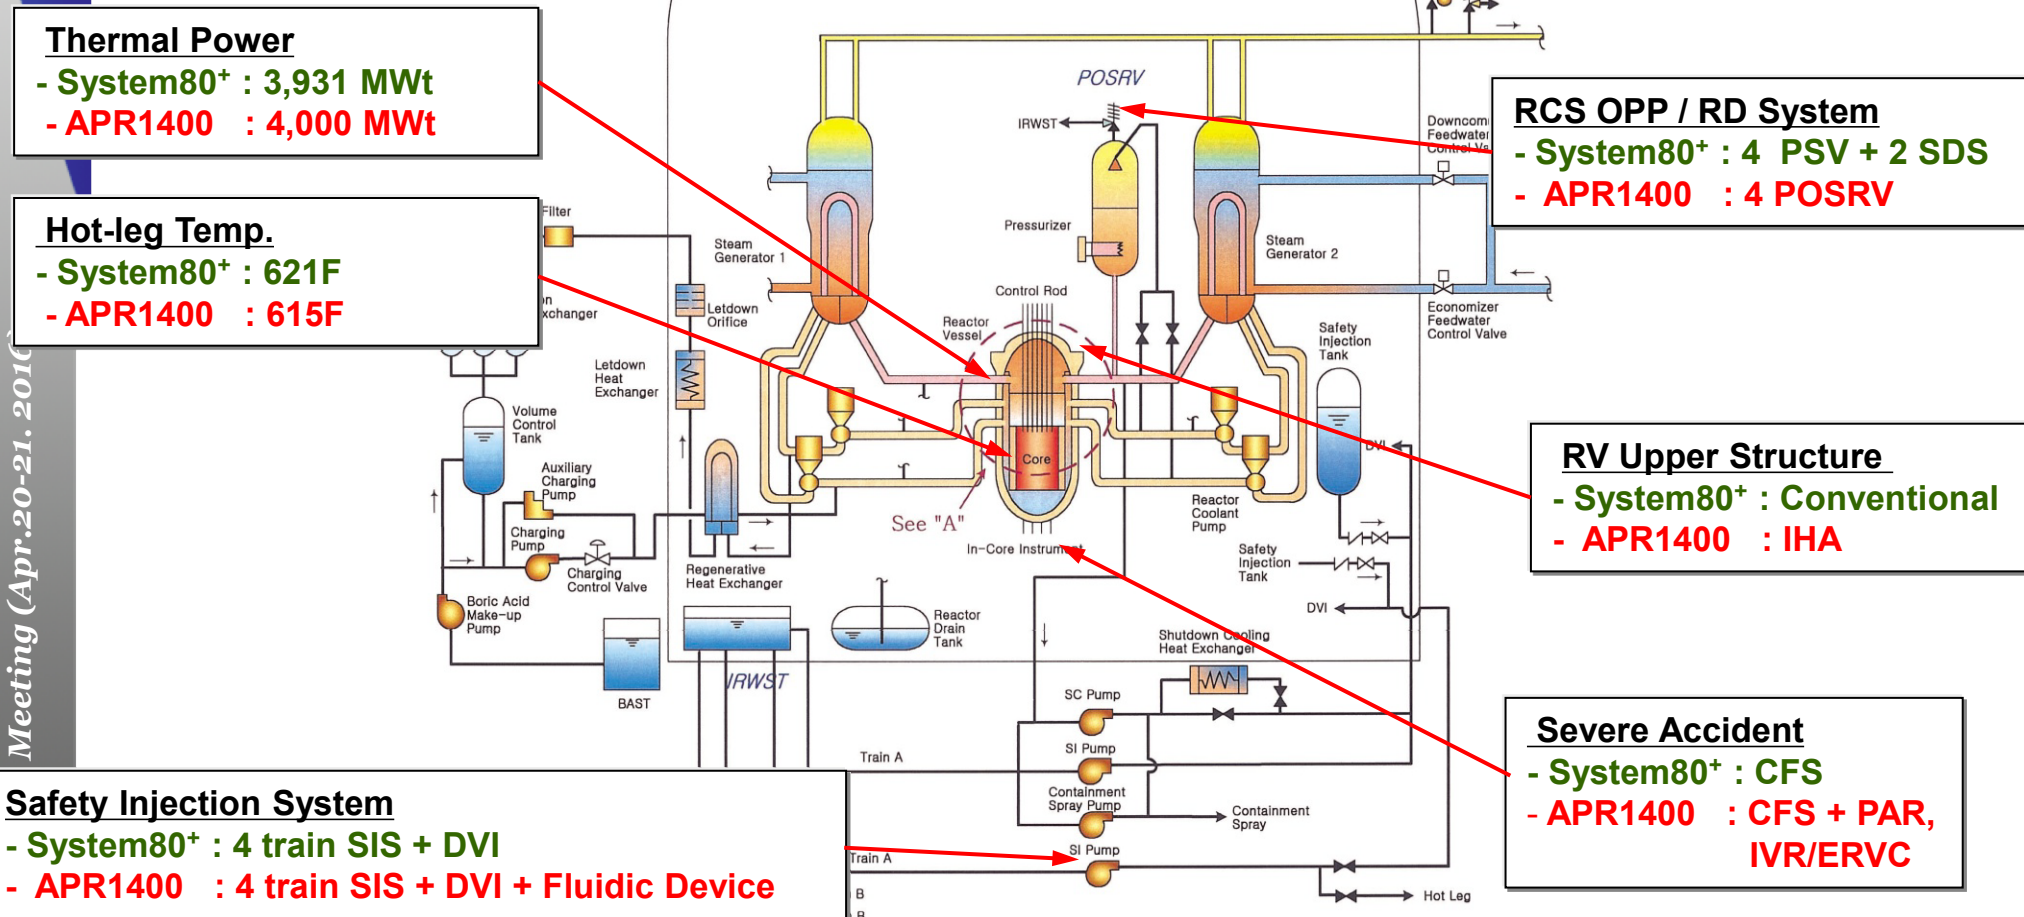 Thermal Power
- System80+ : 3,931 MWt
- APR1400 : 4,000 MWt
Hot-leg Temp.
- System80+ : 621F
- APR1400 : 615F
RCS OPP / RD System
- System80+ : 4 PSV + 2 SDS
- APR1400 : 4 POSRV
RV Upper Structure
- System80+ : Conventional
- APR1400 : IHA
Severe Accident
- System80+ : CFS
- APR1400 : CFS + PAR,
IVR/ERVC
Safety Injection System
- System80+ : 4 train SIS + DVI
- APR1400 : 4 train SIS + DVI + Fluidic Device
Meeting (Apr.20-21. 2016)
POSRV
IRWST
Pressurizer
Steam
Generator 1
Steam
Generator 2
Feedwater
Economizer
Feedwater
Control Valve
Filter
Letdown
Orifice
Letdown
Heat
Exchanger
Control Rod
Reactor
Vessel
Core
See "A"
In-Core Instrument
Safety
Injection
Tank
DVI
Reactor
Coolant
Pump
Safety
Injection
Tank
DVI
Volume
Control
Tank
Auxiliary
Charging
Pump
Charging
Pump
Charging
Control Valve
Regenerative
Heat Exchanger
Boric Acid
Make-up
Pump
BAST
IRWST
Reactor
Drain
Tank
Shutdown Cooling
Heat Exchanger
SC Pump
SI Pump
Train A
Containment
Spray Pump
Containment
Spray
SI Pump
Train A
B
B
Hot Leg